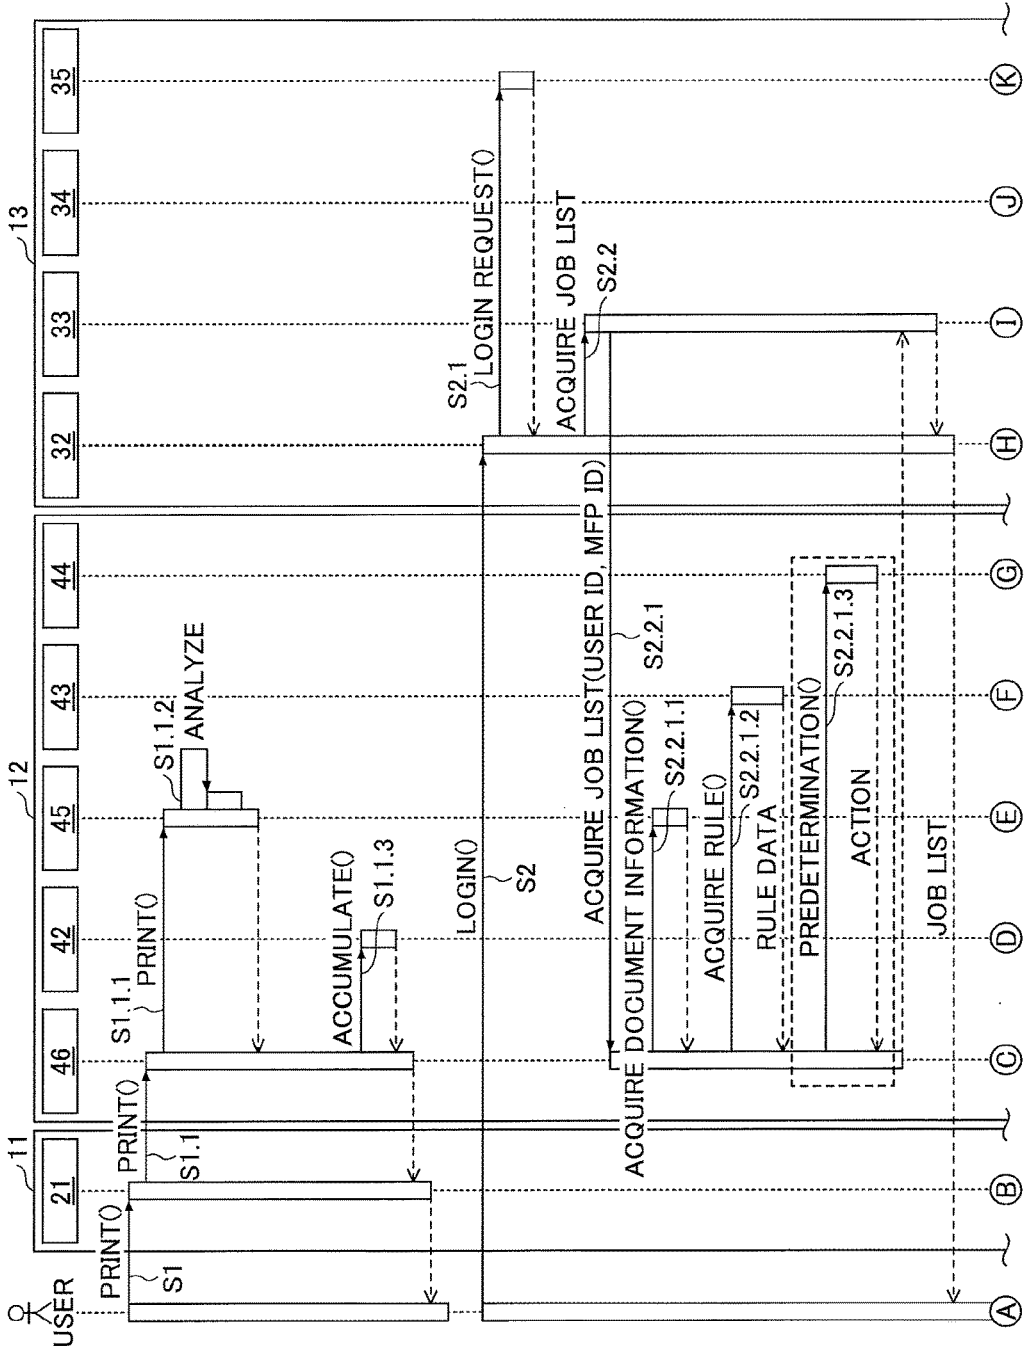 USER
11
12
13
21
46
42
45
43
44
32
33
34
35
PRINT()
S1
PRINT()
S1.1
S1.1.1
PRINT()
S1.1.2
ANALYZE
ACCUMULATE()
S1.1.3
LOGIN()
S2
S2.1
LOGIN REQUEST()
ACQUIRE JOB LIST
S2.2
ACQUIRE JOB LIST(USER ID, MFP ID)
S2.2.1
ACQUIRE DOCUMENT INFORMATION()
S2.2.1.1
ACQUIRE RULE()
S2.2.1.2
RULE DATA
PREDETERMINATION()
S2.2.1.3
ACTION
JOB LIST
A
B
C
D
E
F
G
H
I
J
K